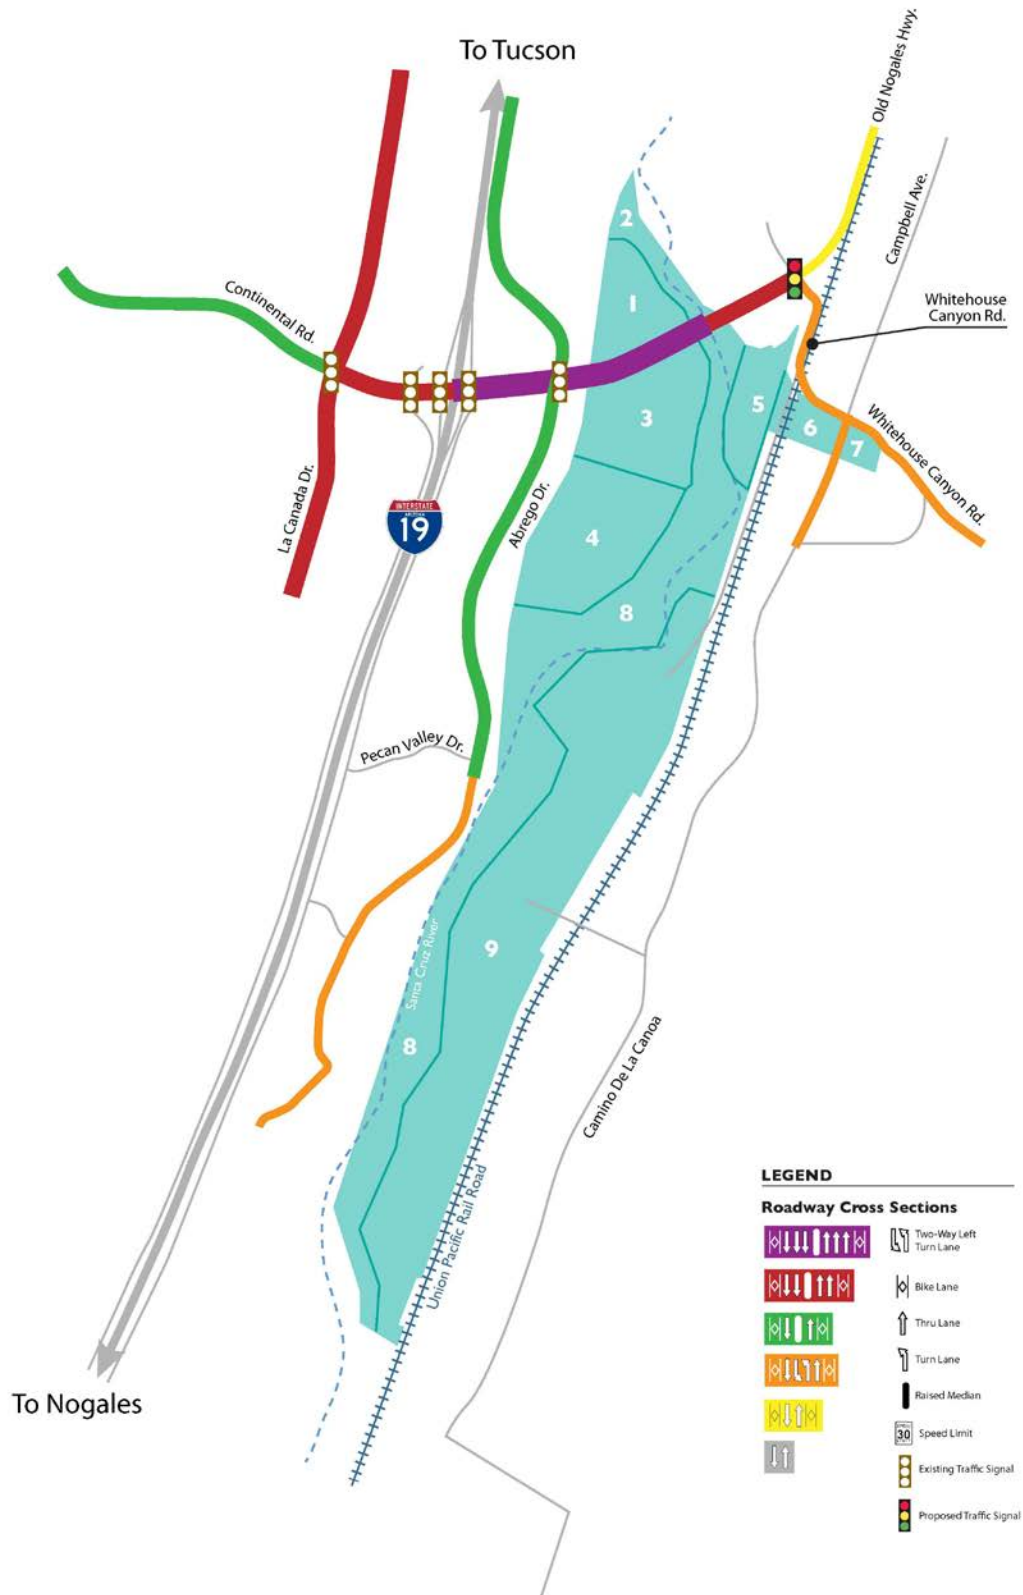 To Tucson
Old Nogales Hwy.
Campbell Ave.
2
Continental Rd.
1
Whitehouse
Canyon Rd.
3
5
6
7
Whitehouse Canyon Rd.
La Canada Dr.
INTERSTATE
ARIZONA
19
Abrego Dr.
4
8
Pecan Valley Dr.
Santa Cruz River
9
8
Camino De La Canoa
Union Pacific Rail Road
To Nogales
LEGEND
Roadway Cross Sections
Two-Way Left
Turn Lane
Bike Lane
Thru Lane
Turn Lane
Raised Median
30
Speed Limit
Existing Traffic Signal
Proposed Traffic Signal